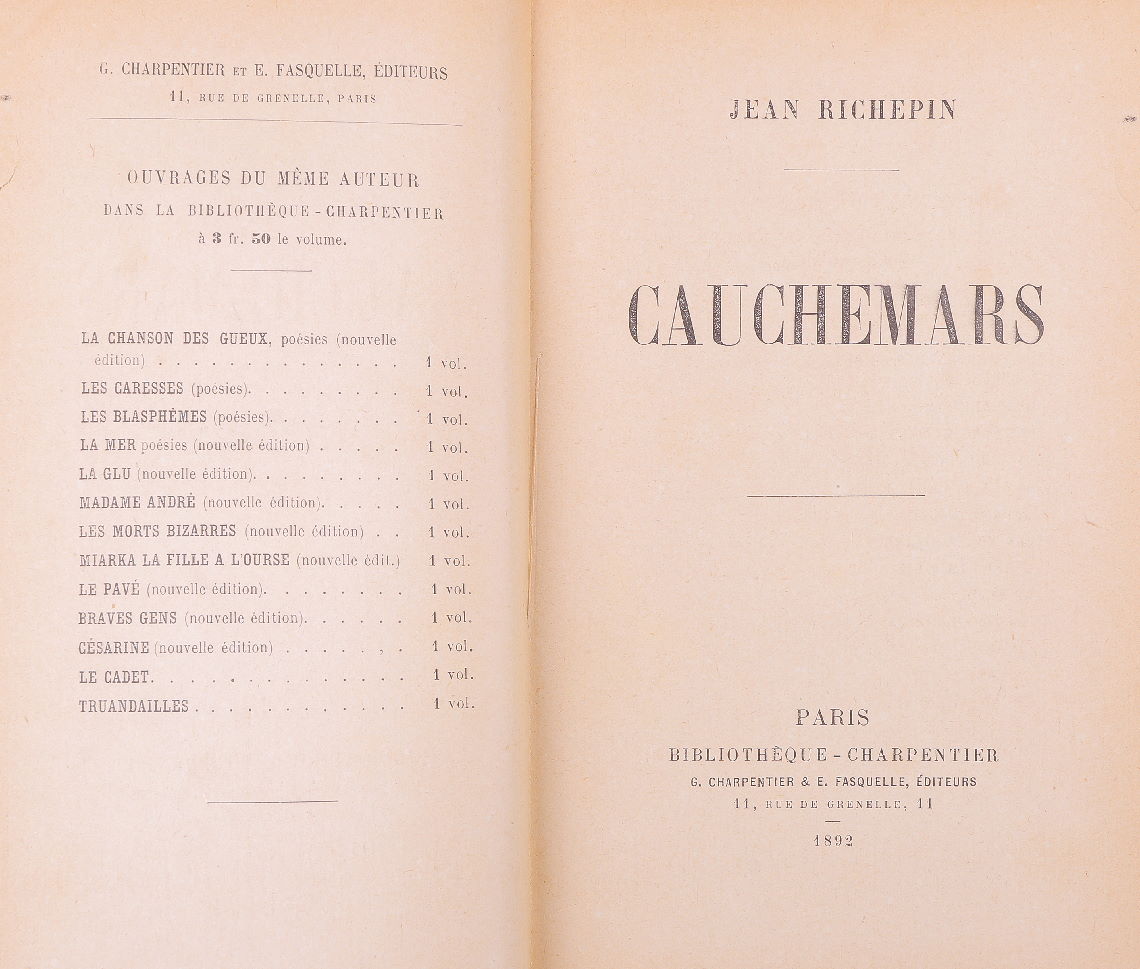 G. CHARPENTIER ET E. FASQUELLE, ÉDITEURS
11, RUE DE GRENELLE, PARIS
OUVRAGES DU MÊME AUTEUR
DANS LA BIBLIOTHÈQUE-CHARPENTIER
à 3 fr. 50 le volume.
LA CHANSON DES GUEUX, poésies (nouvelle
édition) . . . . . . . . . . . . . . 1 vol.
LES CARESSES (poésies). . . . . . . . . 1 vol.
LES BLASPHÈMES (poésies). . . . . . . . 1 vol.
LA MER poésies (nouvelle édition) . . . . . 1 vol.
LA GLU (nouvelle édition). . . . . . . . . 1 vol.
MADAME ANDRÉ (nouvelle édition). . . . . 1 vol.
LES MORTS BIZARRES (nouvelle édition) . . 1 vol.
MIARKA LA FILLE A L'OURSE (nouvelle édit.) 1 vol.
LE PAVÉ (nouvelle édition). . . . . . . . 1 vol.
BRAVES GENS (nouvelle édition). . . . . . 1 vol.
CÉSARINE (nouvelle édition) . . . . . . 1 vol.
LE CADET. . . . . . . . . . . . . . 1 vol.
TRUANDAILLES . . . . . . . . . . . . 1 vol.
JEAN RICHEPIN
CAUCHEMARS
PARIS
BIBLIOTHÈQUE-CHARPENTIER
G. CHARPENTIER & E. FASQUELLE, ÉDITEURS
11, RUE DE GRENELLE, 11
1892